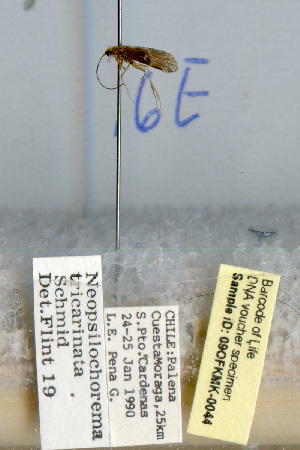 6E
Neopsilochorema
tricarinata .
Schmid
Det.Flint 19
CHILE:Palena
CuestaMoraga,25km
S.Pto.Cardenas
24-25 Jan 1990
L.E. Pena G.
Barcode of Life
DNA voucher specimen
Sample ID: 09OFKMK-0044